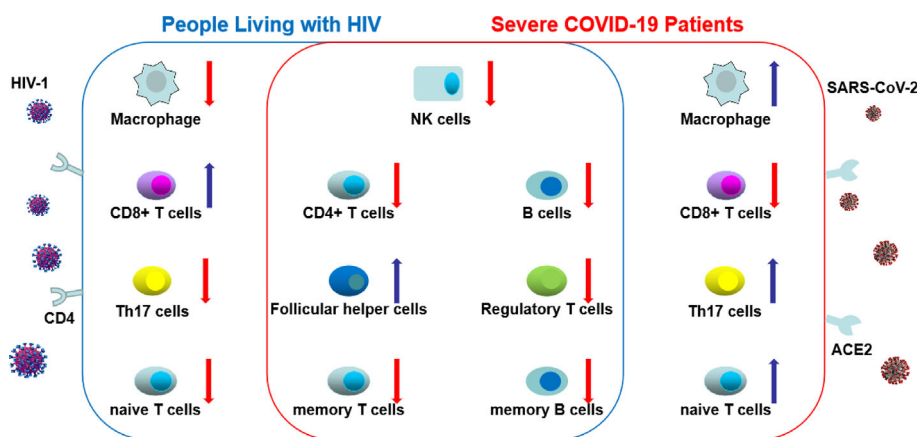 People Living with HIV
Severe COVID-19 Patients
HIV-1
SARS-CoV-2
Macrophage
NK cells
Macrophage
CD8+ T cells
CD4+ T cells
B cells
CD8+ T cells
CD4
Th17 cells
Follicular helper cells
Regulatory T cells
Th17 cells
ACE2
naive T cells
memory T cells
memory B cells
naive T cells